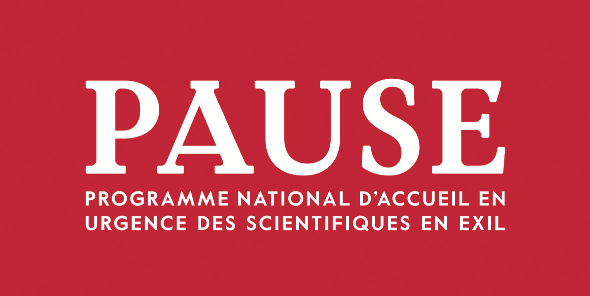 PAUSE
PROGRAMME NATIONAL D'ACCUEIL EN
URGENCE DES SCIENTIFIQUES EN EXIL